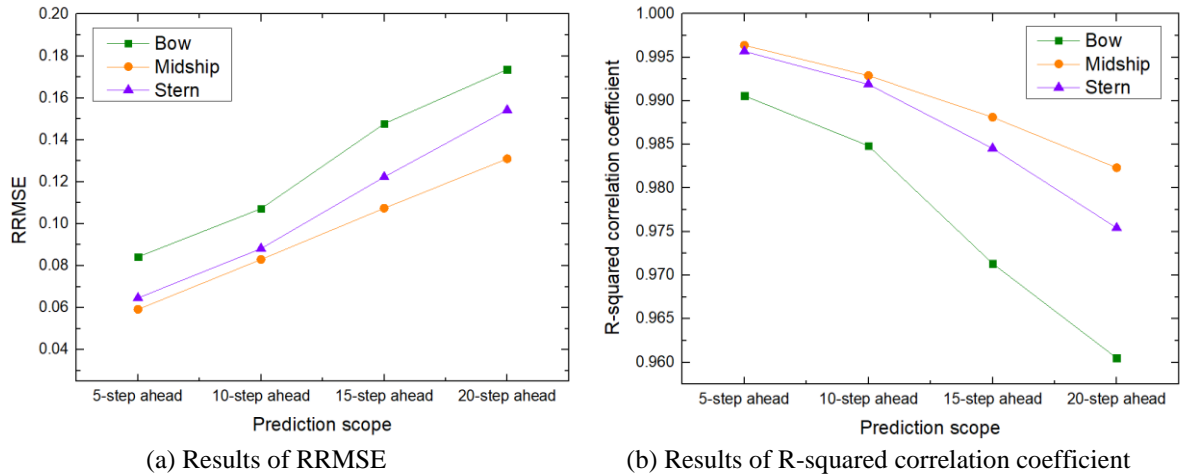 0.20
0.18
0.16
0.14
0.12
0.10
0.08
0.06
0.04
RRMSE
Bow
Midship
Stern
5-step ahead 10-step ahead 15-step ahead 20-step ahead
Prediction scope
(a) Results of RRMSE
1.000
0.995
0.990
0.985
0.980
0.975
0.970
0.965
0.960
R-squared correlation coefficient
Bow
Midship
Stern
5-step ahead 10-step ahead 15-step ahead 20-step ahead
Prediction scope
(b) Results of R-squared correlation coefficient